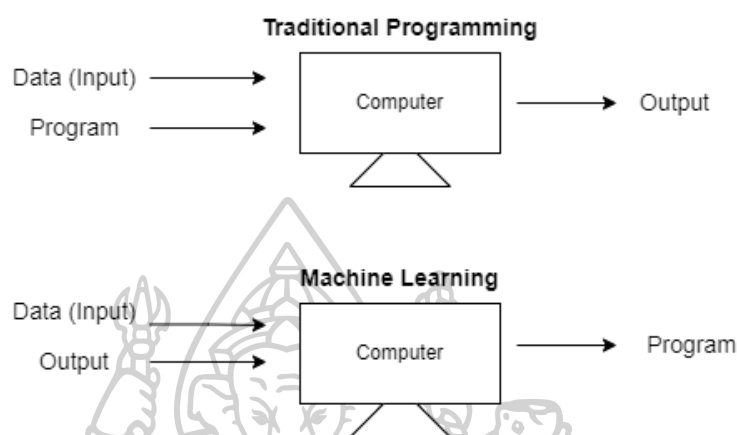 Traditional Programming
Data (Input)
Program
Computer
Output
Machine Learning
Data (Input)
Output
Computer
Program